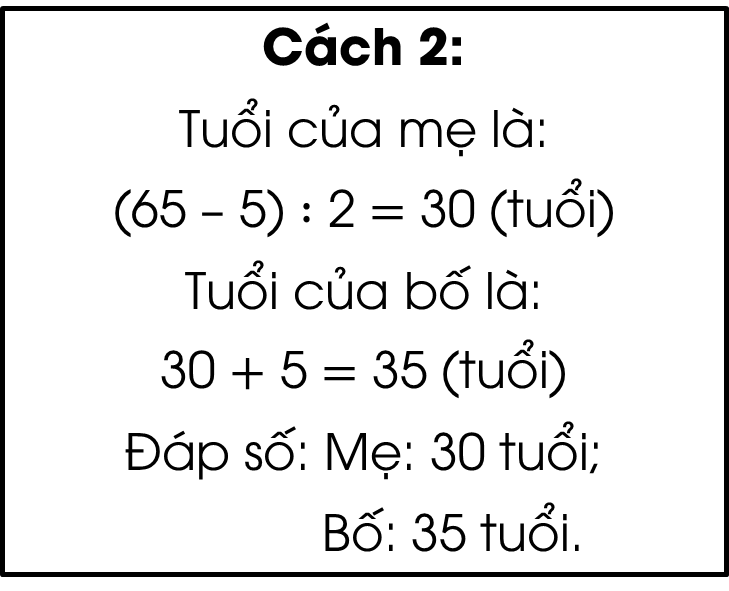 Cách 2:
Tuổi của mẹ là:
(65 – 5) : 2 = 30 (tuổi)
Tuổi của bố là:
30 + 5 = 35 (tuổi)
Đáp số: Mẹ: 30 tuổi;
Bố: 35 tuổi.